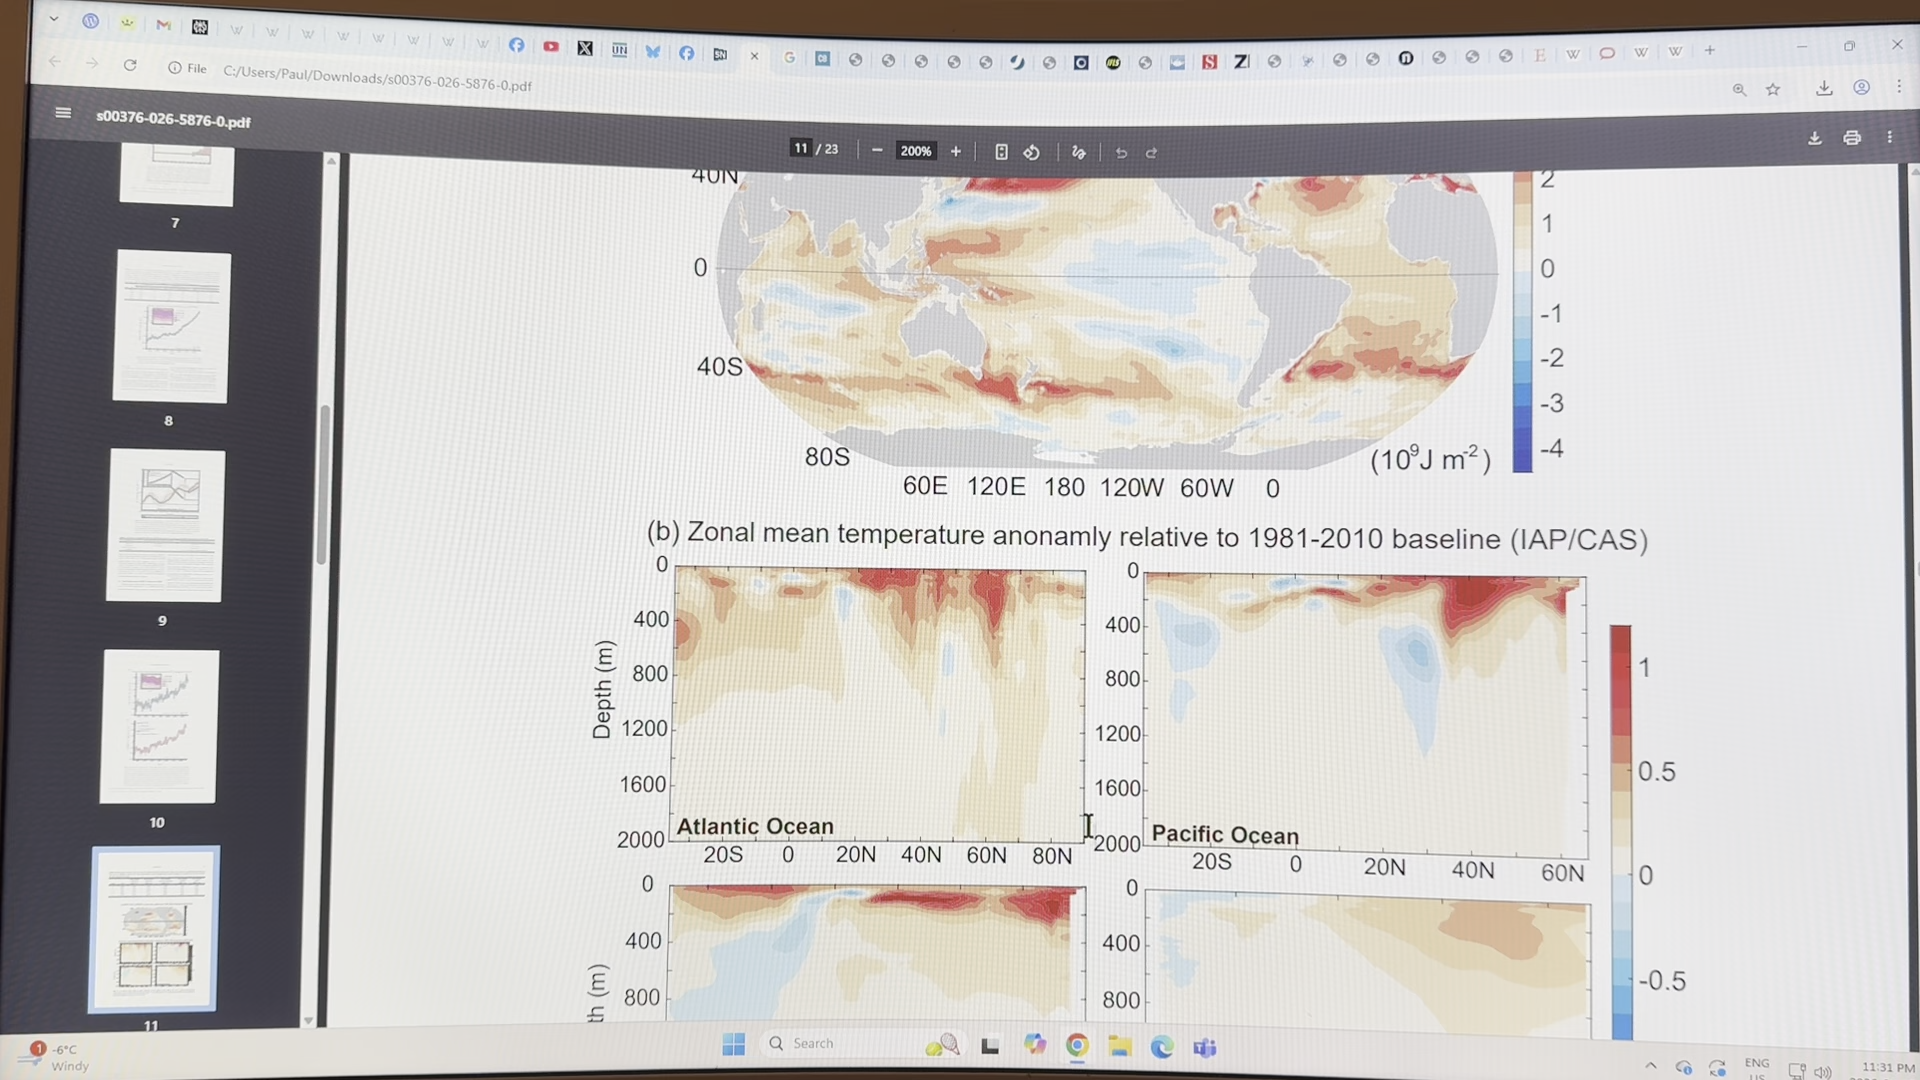 File C:/Users/Paul/Downloads/s00376-026-5876-0.pdf
s00376-026-5876-0.pdf
11 / 23
200%
7
8
9
10
11
40N
0
40S
80S
60E 120E 180 120W 60W 0
2
1
0
-1
-2
-3
-4
(10⁹J m⁻²)
(b) Zonal mean temperature anonamly relative to 1981-2010 baseline (IAP/CAS)
Depth (m)
0
400
800
1200
1600
2000
Atlantic Ocean
20S 0 20N 40N 60N 80N
0
400
800
1200
1600
2000
Pacific Ocean
20S 0 20N 40N 60N
1
0.5
0
-0.5
th (m)
0
400
800
0
400
800
1
-6°C
Windy
Search
ENG
US
11:31 PM